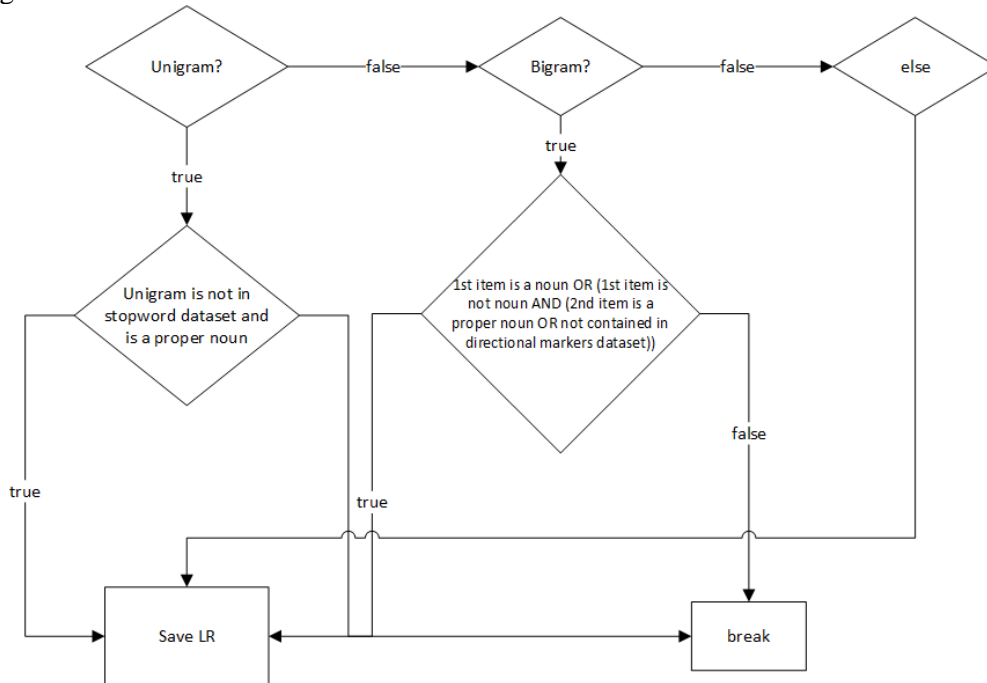 Unigram?
false
Bigram?
false
else
true
true
Unigram is not in
stopword dataset and
is a proper noun
1st item is a noun OR (1st item is
not noun AND (2nd item is a
proper noun OR not contained in
directional markers dataset))
false
true
true
Save LR
break